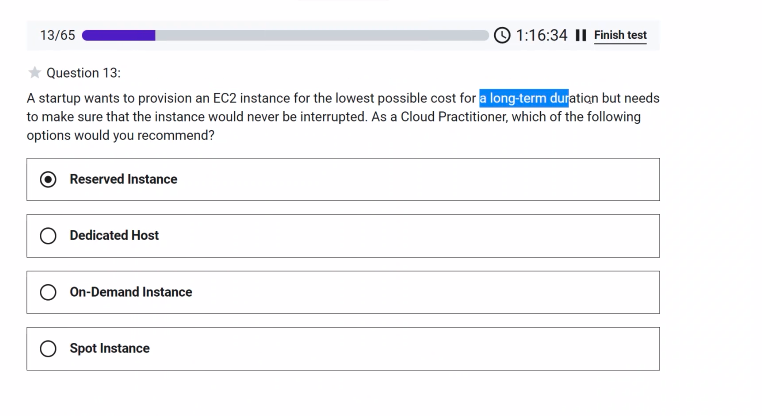 13/65 1:16:34 Finish test
Question 13:
A startup wants to provision an EC2 instance for the lowest possible cost for a long-term duration but needs
to make sure that the instance would never be interrupted. As a Cloud Practitioner, which of the following
options would you recommend?
Reserved Instance
Dedicated Host
On-Demand Instance
Spot Instance